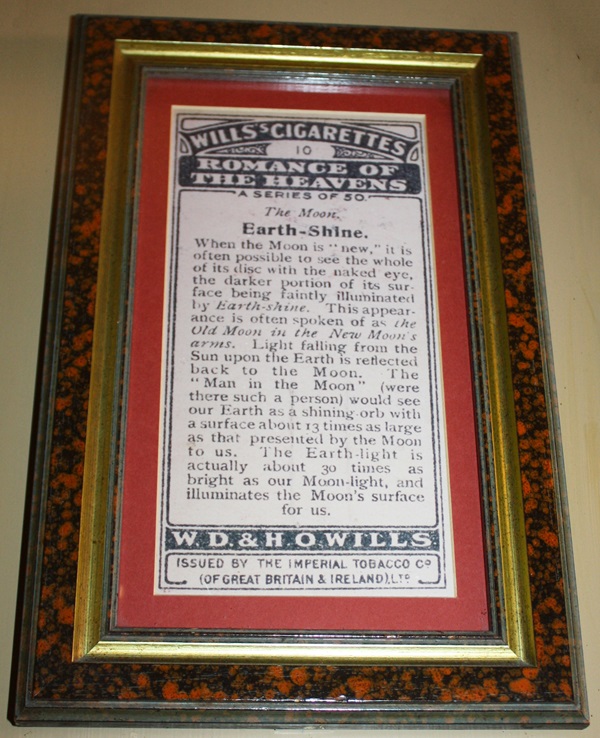 WILLS'S CIGARETTES
10
ROMANCE OF
THE HEAVENS
A SERIES OF 50.
The Moon.
Earth-Shine.
When the Moon is "new," it is
often possible to see the whole
of its disc with the naked eye,
the darker portion of its sur-
face being faintly illuminated
by Earth-shine. This appear-
ance is often spoken of as the
Old Moon in the New Moon's
arms. Light falling from the
Sun upon the Earth is reflected
back to the Moon. The
"Man in the Moon" (were
there such a person) would see
our Earth as a shining orb with
a surface about 13 times as large
as that presented by the Moon
to us. The Earth-light is
actually about 30 times as
bright as our Moon-light, and
illuminates the Moon's surface
for us.
W.D. & H.O. WILLS
ISSUED BY THE IMPERIAL TOBACCO CO
(OF GREAT BRITAIN & IRELAND), LTD